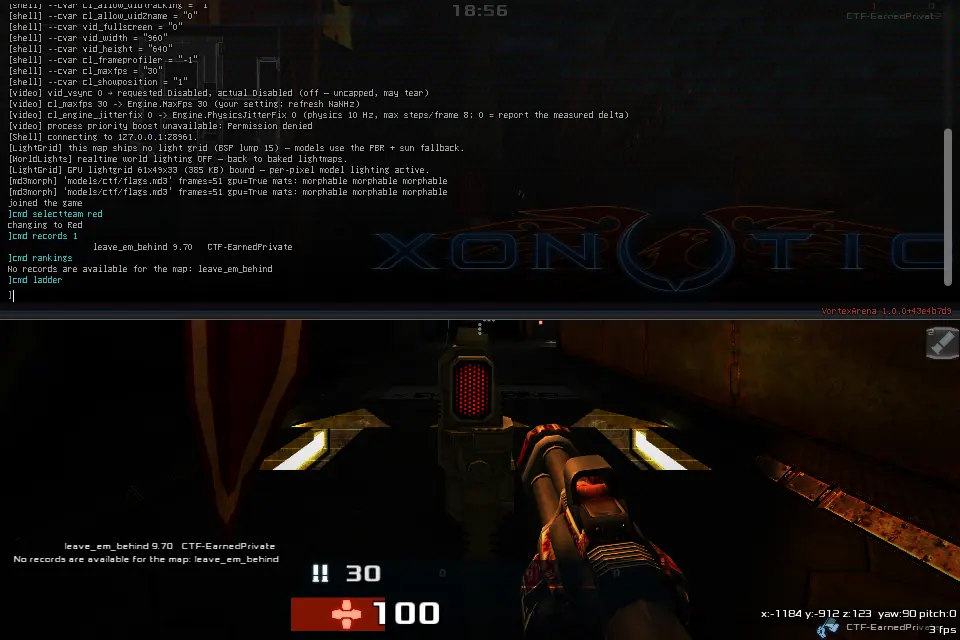 [shell] --cvar cl_allow_uidtracking = "1"
[shell] --cvar cl_allow_uid2name = "0"
[shell] --cvar vid_fullscreen = "0"
[shell] --cvar vid_width = "960"
[shell] --cvar vid_height = "640"
[shell] --cvar cl_frameprofiler = "-1"
[shell] --cvar cl_maxfps = "30"
[shell] --cvar cl_showposition = "1"
[video] vid_vsync 0 → requested Disabled, actual Disabled (off — uncapped, may tear)
[video] cl_maxfps 30 -> Engine.MaxFps 30 (your setting; refresh NaNHz)
[video] cl_engine_jitterfix 0 -> Engine.PhysicsJitterFix 0 (physics 10 Hz, max steps/frame 8; 0 = report the measured delta)
[video] process priority boost unavailable: Permission denied
[Shell] connecting to 127.0.0.1:28961.
[LightGrid] this map ships no light grid (BSP lump 15) — models use the PBR + sun fallback.
[WorldLights] realtime world lighting OFF — back to baked lightmaps.
[LightGrid] GPU lightgrid 61x49x33 (385 KB) bound — per-pixel model lighting active.
[md3morph] 'models/ctf/flags.md3' frames=51 gpu=True mats: morphable morphable morphable
[md3morph] 'models/ctf/flags.md3' frames=51 gpu=True mats: morphable morphable morphable
joined the game
]cmd selectteam red
changing to Red
]cmd records 1
leave_em_behind 9.70 CTF-EarnedPrivate
]cmd rankings
No records are available for the map: leave_em_behind
]cmd ladder
]
18:56
XONOTIC
VortexArena 1.0.0+43e4b7d9
leave_em_behind 9.70 CTF-EarnedPrivate
No records are available for the map: leave_em_behind
30
100
x:-1184 y:-912 z:123 yaw:90 pitch:0
3 fps